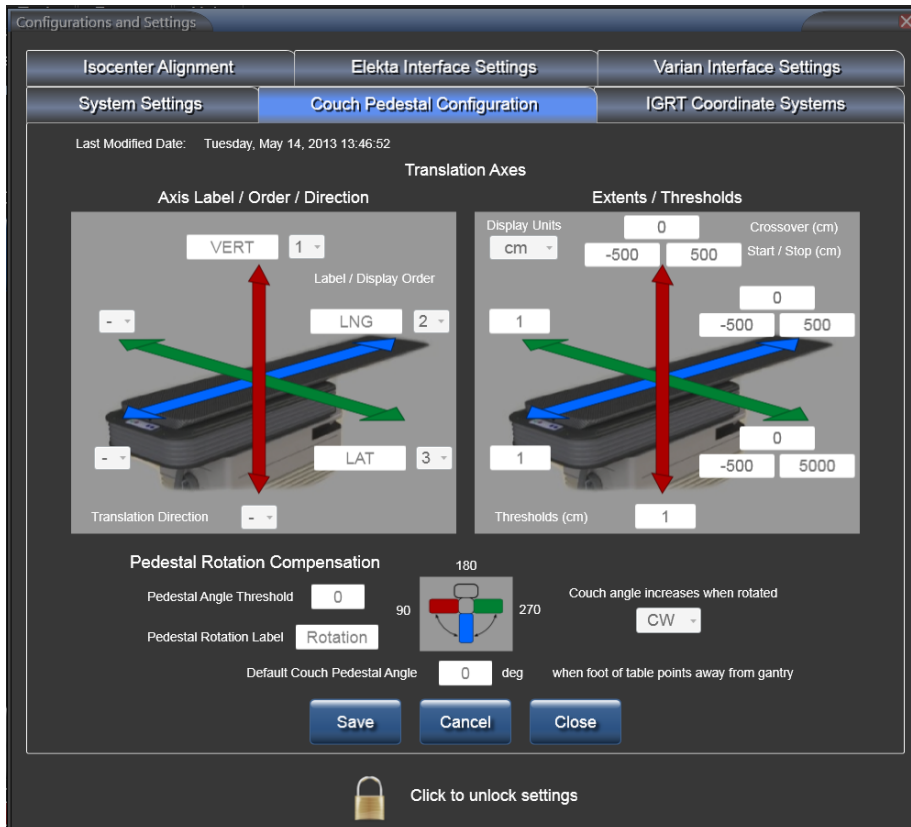 Configurations and Settings
Isocenter Alignment Elekta Interface Settings Varian Interface Settings
System Settings Couch Pedestal Configuration IGRT Coordinate Systems
Last Modified Date: Tuesday, May 14, 2013 13:46:52
Translation Axes
Axis Label / Order / Direction
VERT 1
Label / Display Order
- LNG 2
- LAT 3
Translation Direction -
Extents / Thresholds
Display Units 0 Crossover (cm)
cm -500 500 Start / Stop (cm)
0
1 -500 500
0
1 -500 5000
Thresholds (cm) 1
Pedestal Rotation Compensation
Pedestal Angle Threshold 0
Pedestal Rotation Label Rotation
180
90 270
Couch angle increases when rotated
CW
Default Couch Pedestal Angle 0 deg when foot of table points away from gantry
Save Cancel Close
Click to unlock settings